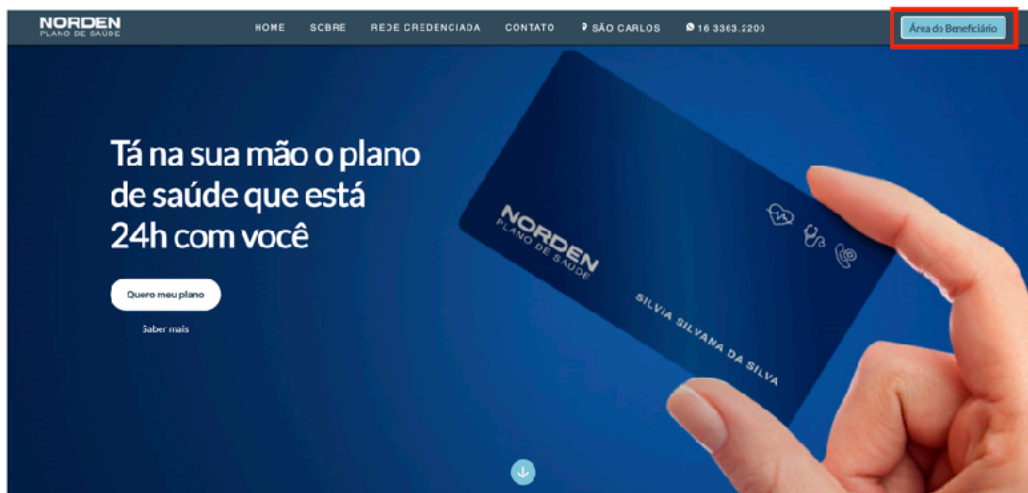 NORDEN
PLANO DE SAÚDE
HOME SOBRE REDE CREDENCIADA CONTATO SÃO CARLOS 16 3363.2200
Área do Beneficiário
Tá na sua mão o plano
de saúde que está
24h com você
Quero meu plano
Saber mais
NORDEN
PLANO DE SAÚDE
SILVIA SILVANA DA SILVA